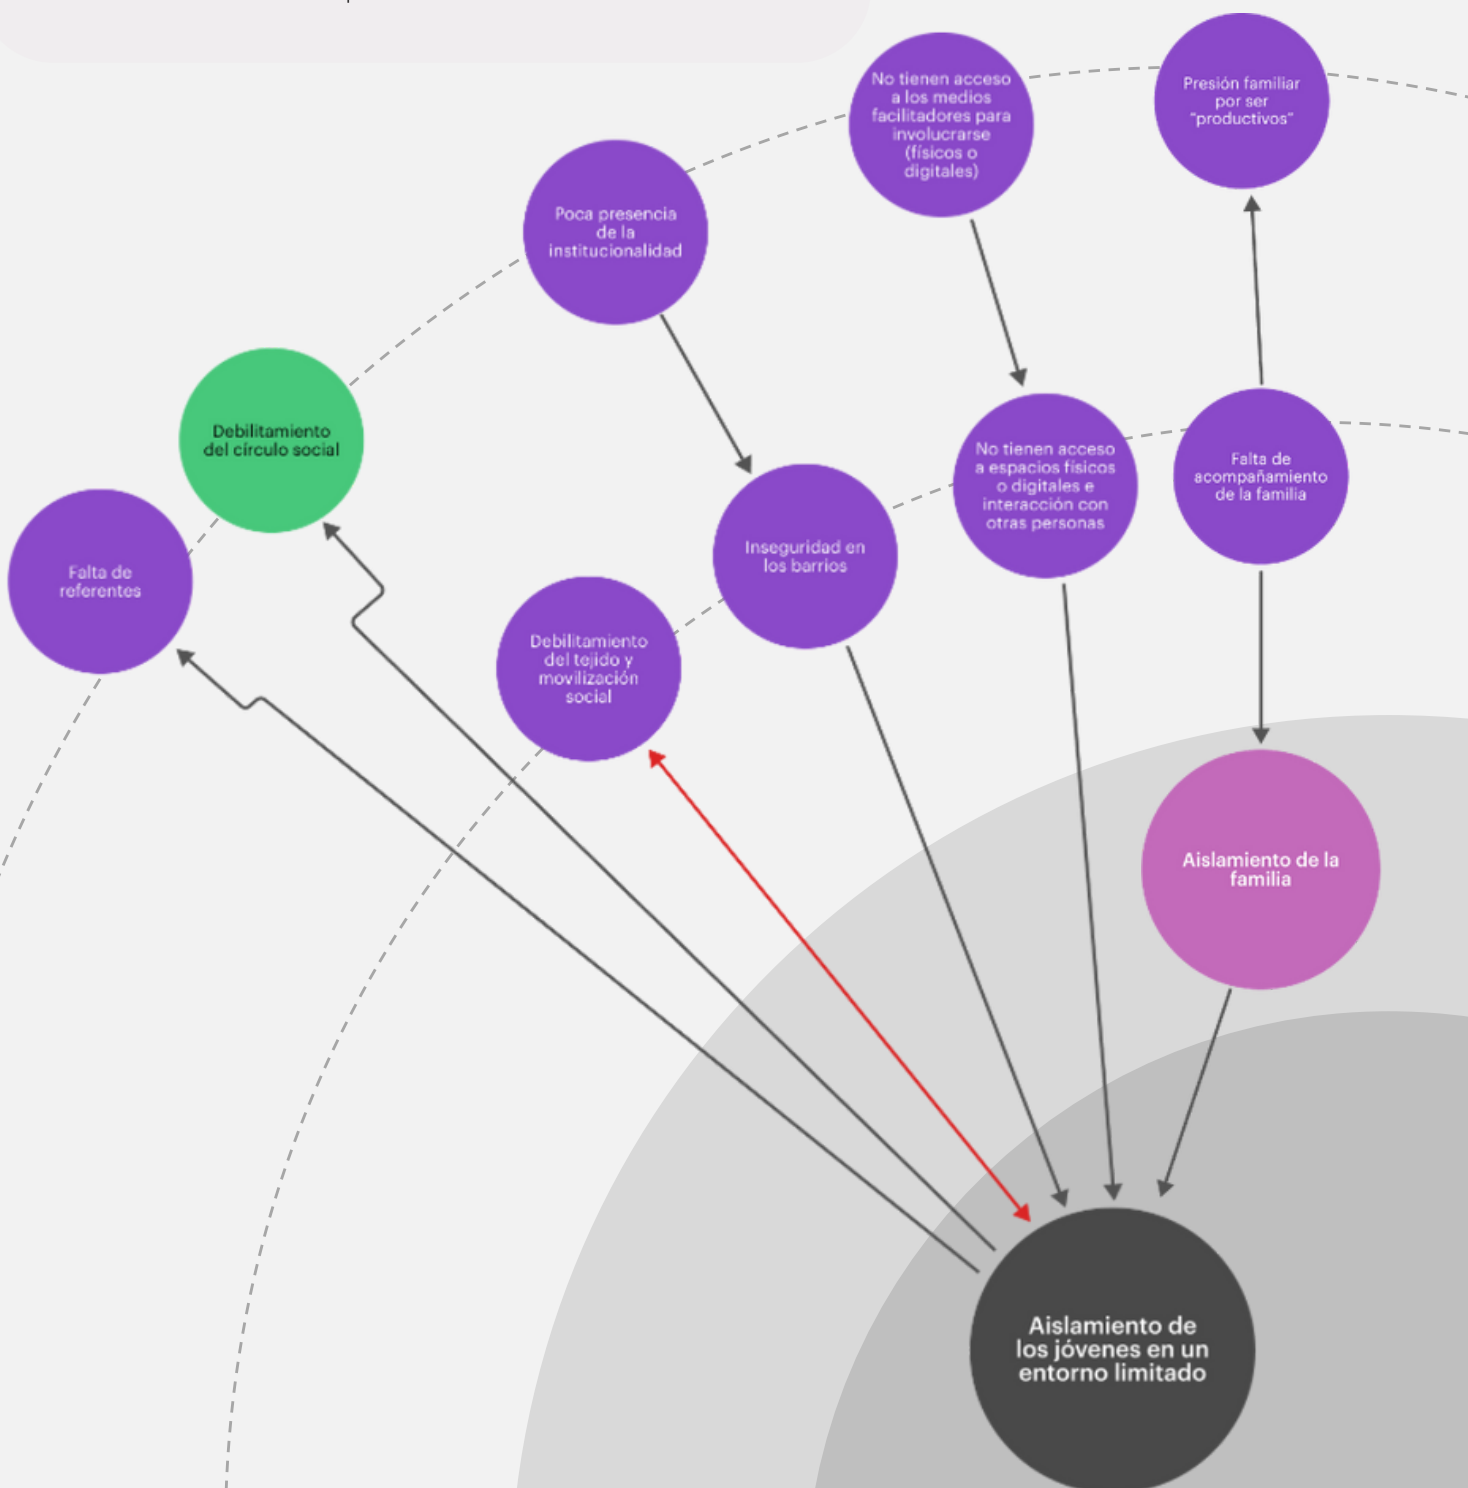 No tienen acceso
a los medios
facilitadores para
involucrarse
(físicos o
digitales)
Presión familiar
por ser
"productivos"
Poca presencia
de la
institucionalidad
Debilitamiento
del círculo social
No tienen acceso
a espacios físicos
o digitales e
interacción con
otras personas
Falta de
acompañamiento
de la familia
Inseguridad en
los barrios
Falta de
referentes
Debilitamiento
del tejido y
movilización
social
Aislamiento de la
familia
Aislamiento de
los jóvenes en un
entorno limitado